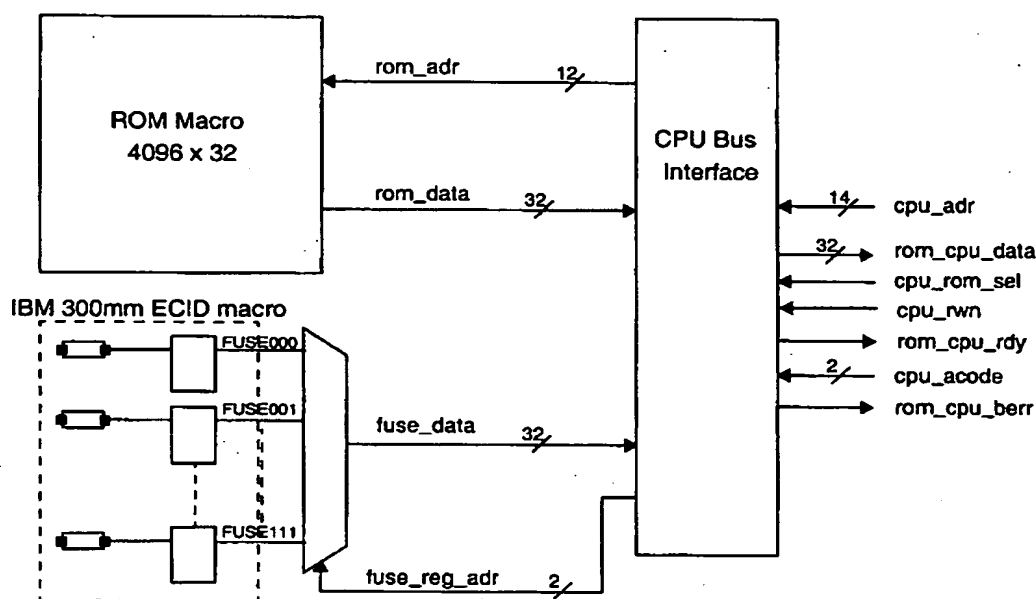 rom_adr
12
ROM Macro
4096 x 32
CPU Bus
Interface
rom_data
32
14
cpu_adr
32
rom_cpu_data
cpu_rom_sel
cpu_rwn
rom_cpu_rdy
2
cpu_acode
rom_cpu_berr
IBM 300mm ECID macro
FUSE000
FUSE001
fuse_data
32
FUSE111
fuse_reg_adr
2